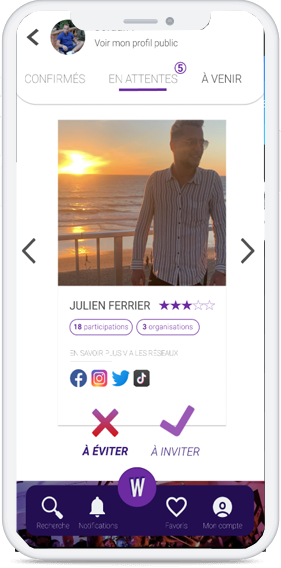 Voir mon profil public
CONFIRMÉS
EN ATTENTES
5
À VENIR
JULIEN FERRIER
18 participations
3 organisations
EN SAVOIR PLUS VIA LES RÉSEAUX
À ÉVITER
À INVITER
W
Recherche
Notifications
Favoris
Mon compte